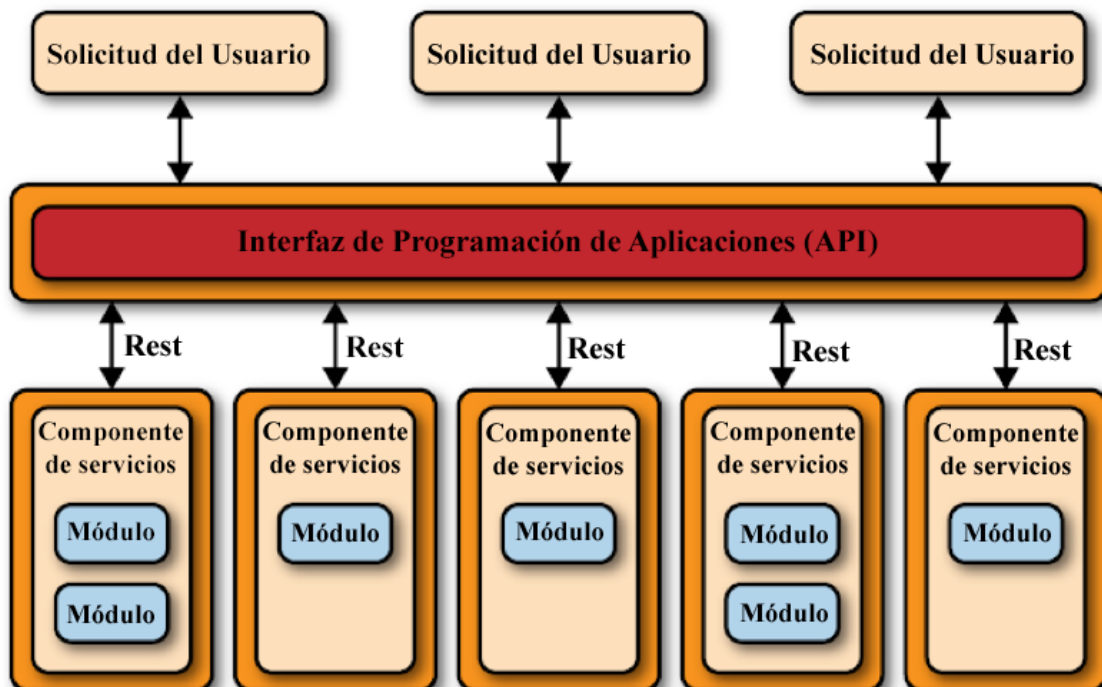 Solicitud del Usuario
Solicitud del Usuario
Solicitud del Usuario
Interfaz de Programación de Aplicaciones (API)
Rest
Rest
Rest
Rest
Rest
Componente
de servicios
Módulo
Módulo
Componente
de servicios
Módulo
Componente
de servicios
Módulo
Componente
de servicios
Módulo
Módulo
Componente
de servicios
Módulo